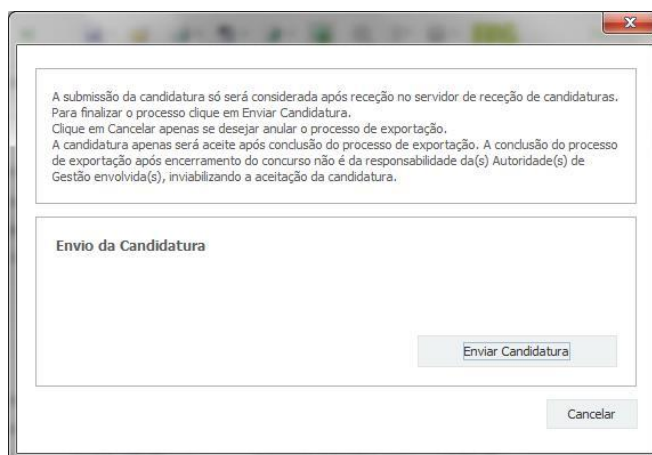 A submissão da candidatura só será considerada após receção no servidor de receção de candidaturas.
Para finalizar o processo clique em Enviar Candidatura.
Clique em Cancelar apenas se desejar anular o processo de exportação.
A candidatura apenas será aceite após conclusão do processo de exportação. A conclusão do processo
de exportação após encerramento do concurso não é da responsabilidade da(s) Autoridade(s) de
Gestão envolvida(s), inviabilizando a aceitação da candidatura.
Envio da Candidatura
Enviar Candidatura
Cancelar